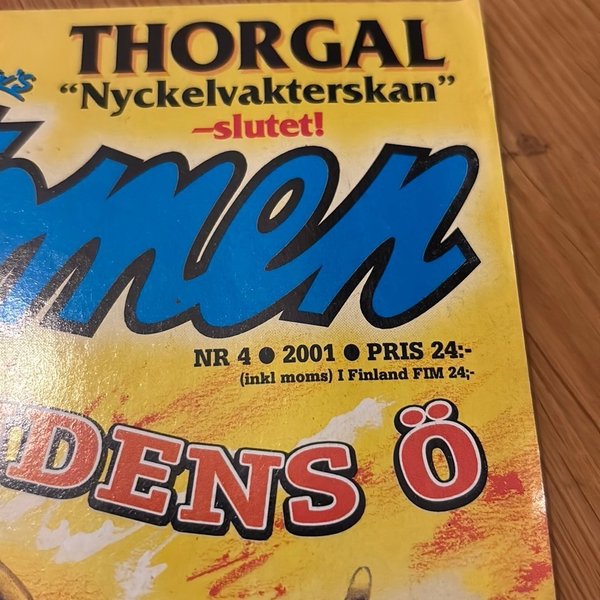 THORGAL
"Nyckelvakterskan"
–slutet!
men
NR 4 ● 2001 ● PRIS 24:-
(inkl moms) I Finland FIM 24;-
DENS Ö